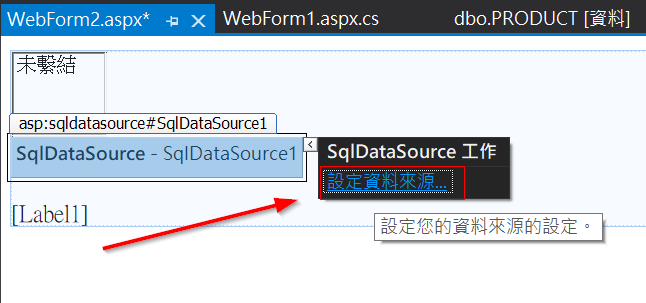 WebForm2.aspx* WebForm1.aspx.cs dbo.PRODUCT [資料]
未繫結
asp:sqldatasource#SqlDataSource1
SqlDataSource - SqlDataSource1
SqlDataSource 工作
設定資料來源...
設定您的資料來源的設定。
[Label1]